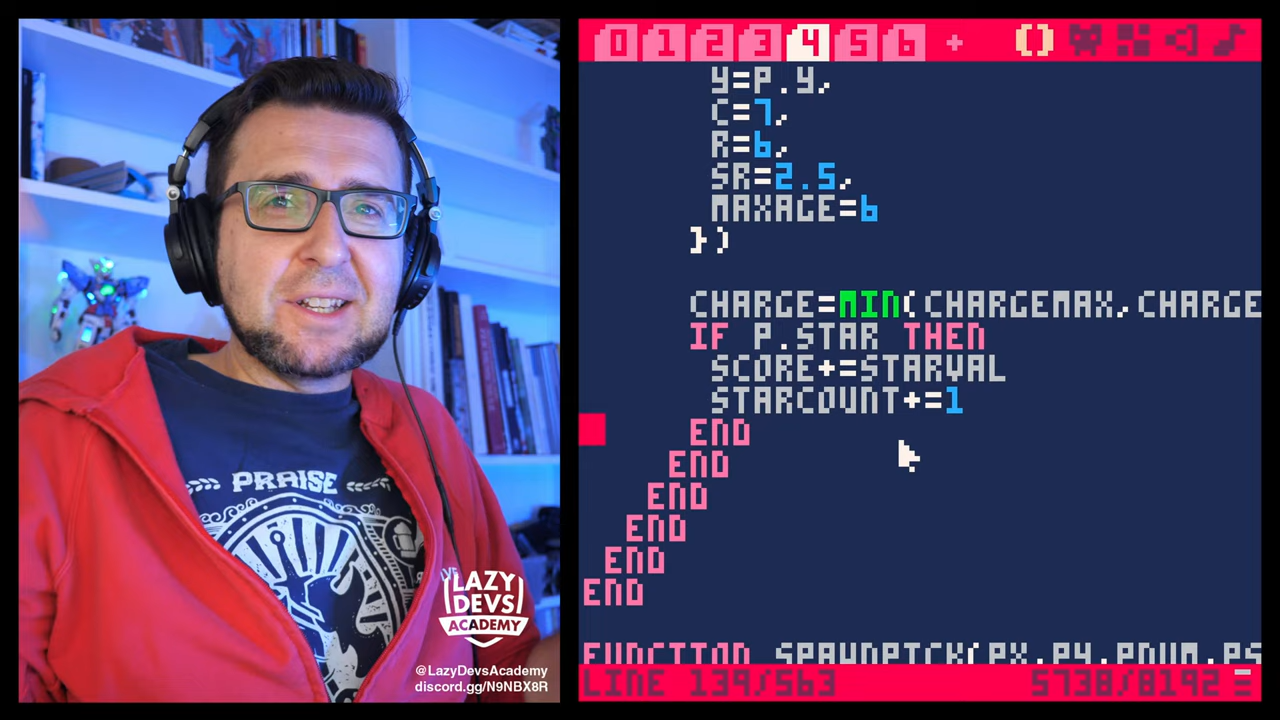 PRAISE
LAZY
DEVS
ACADEMY
@LazyDevsAcademy
discord.gg/N9NBX8R
0 1 2 3 4 5 6 +
Y=P.Y,
C=7,
R=6,
SR=2.5,
MAXAGE=6
})
CHARGE=MIN(CHARGEMAX,CHARGE
IF P.STAR THEN
SCORE+=STARVAL
STARCOUNT+=1
END
END
END
END
END
END
FUNCTION SPAWNPICK(PX,PY,PNUM,PS
LINE 139/563
5738/8192